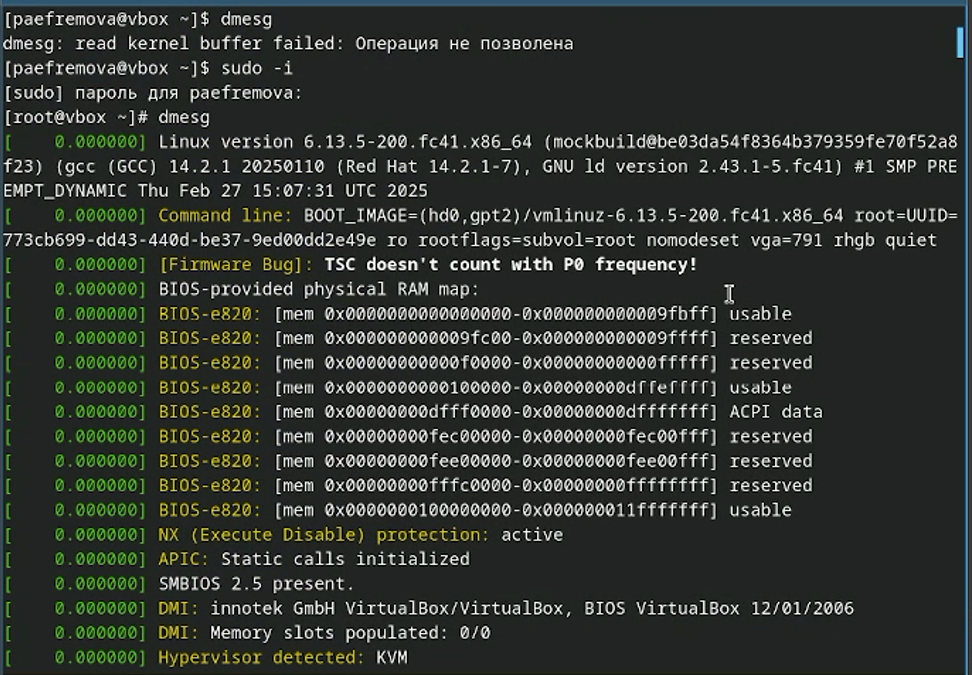 [paefremova@vbox ~]$ dmesg
dmesg: read kernel buffer failed: Операция не позволена
[paefremova@vbox ~]$ sudo -i
[sudo] пароль для paefremova:
[root@vbox ~]# dmesg
[    0.000000] Linux version 6.13.5-200.fc41.x86_64 (mockbuild@be03da54f8364b379359fe70f52a8
f23) (gcc (GCC) 14.2.1 20250110 (Red Hat 14.2.1-7), GNU ld version 2.43.1-5.fc41) #1 SMP PRE
EMPT_DYNAMIC Thu Feb 27 15:07:31 UTC 2025
[    0.000000] Command line: BOOT_IMAGE=(hd0,gpt2)/vmlinuz-6.13.5-200.fc41.x86_64 root=UUID=
773cb699-dd43-440d-be37-9ed00dd2e49e ro rootflags=subvol=root nomodeset vga=791 rhgb quiet
[    0.000000] [Firmware Bug]: TSC doesn't count with P0 frequency!
[    0.000000] BIOS-provided physical RAM map:
[    0.000000] BIOS-e820: [mem 0x0000000000000000-0x000000000009fbff] usable
[    0.000000] BIOS-e820: [mem 0x000000000009fc00-0x000000000009ffff] reserved
[    0.000000] BIOS-e820: [mem 0x00000000000f0000-0x00000000000fffff] reserved
[    0.000000] BIOS-e820: [mem 0x0000000000100000-0x00000000dffeffff] usable
[    0.000000] BIOS-e820: [mem 0x00000000dfff0000-0x00000000dfffffff] ACPI data
[    0.000000] BIOS-e820: [mem 0x00000000fec00000-0x00000000fec00fff] reserved
[    0.000000] BIOS-e820: [mem 0x00000000fee00000-0x00000000fee00fff] reserved
[    0.000000] BIOS-e820: [mem 0x00000000fffc0000-0x00000000ffffffff] reserved
[    0.000000] BIOS-e820: [mem 0x0000000100000000-0x000000011fffffff] usable
[    0.000000] NX (Execute Disable) protection: active
[    0.000000] APIC: Static calls initialized
[    0.000000] SMBIOS 2.5 present.
[    0.000000] DMI: innotek GmbH VirtualBox/VirtualBox, BIOS VirtualBox 12/01/2006
[    0.000000] DMI: Memory slots populated: 0/0
[    0.000000] Hypervisor detected: KVM